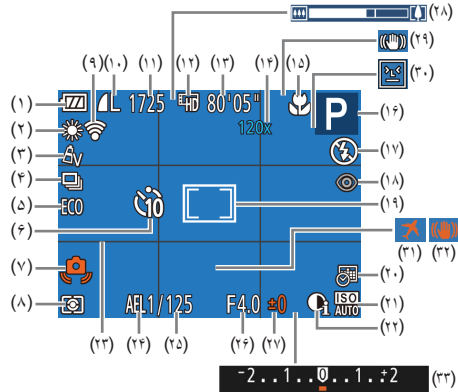 (۲۸)
(۹) (۱۰) (۱۱) (۱۲) (۱۳) (۱۴) (۱۵) (۲۹)
(۳۰)
(۱) L 1725 HD 80'05" P (۱۶)
(۲) 120x (۱۷)
(۳) AV (۱۸)
(۴)
(۵) ECO 10 (۱۹)
(۶)
(۳۱) (۳۲)
(۷) (۲۰)
(۸) AEL 1/125 F4.0 ±0 i ISO AUTO (۲۱)
(۲۲)
(۲۳) (۲۴) (۲۵) (۲۶) (۲۷)
-2..1..0..1..+2 (۳۳)